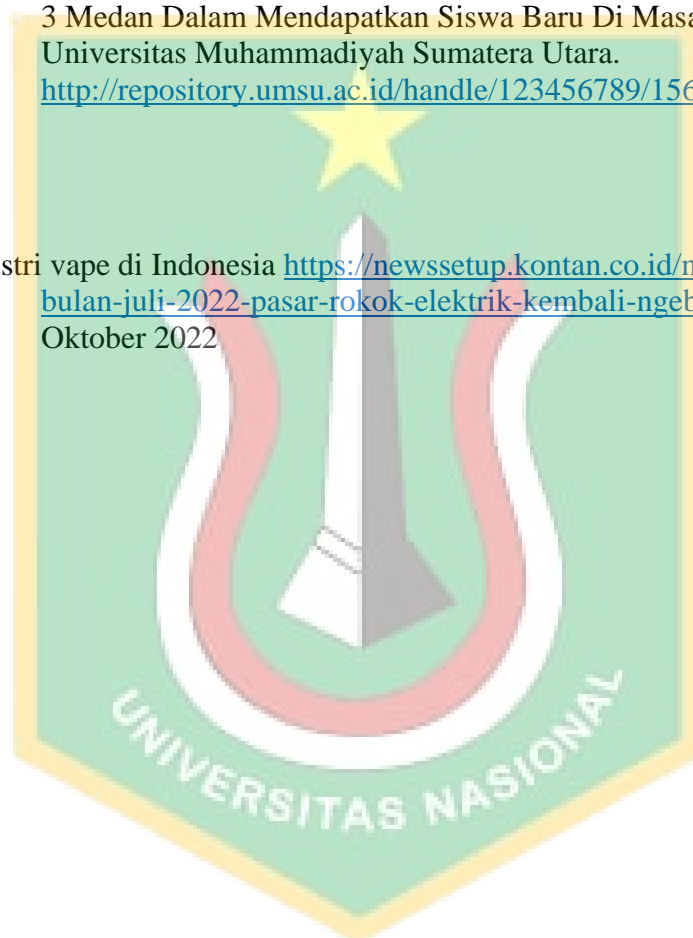 3 Medan Dalam Mendapatkan Siswa Baru Di Masa
Universitas Muhammadiyah Sumatera Utara.
http://repository.umsu.ac.id/handle/123456789/156
stri vape di Indonesia https://newssetup.kontan.co.id/
bulan-juli-2022-pasar-rokok-elektrik-kembali-ngeb
Oktober 2022
UNIVERSITAS NASIONAL